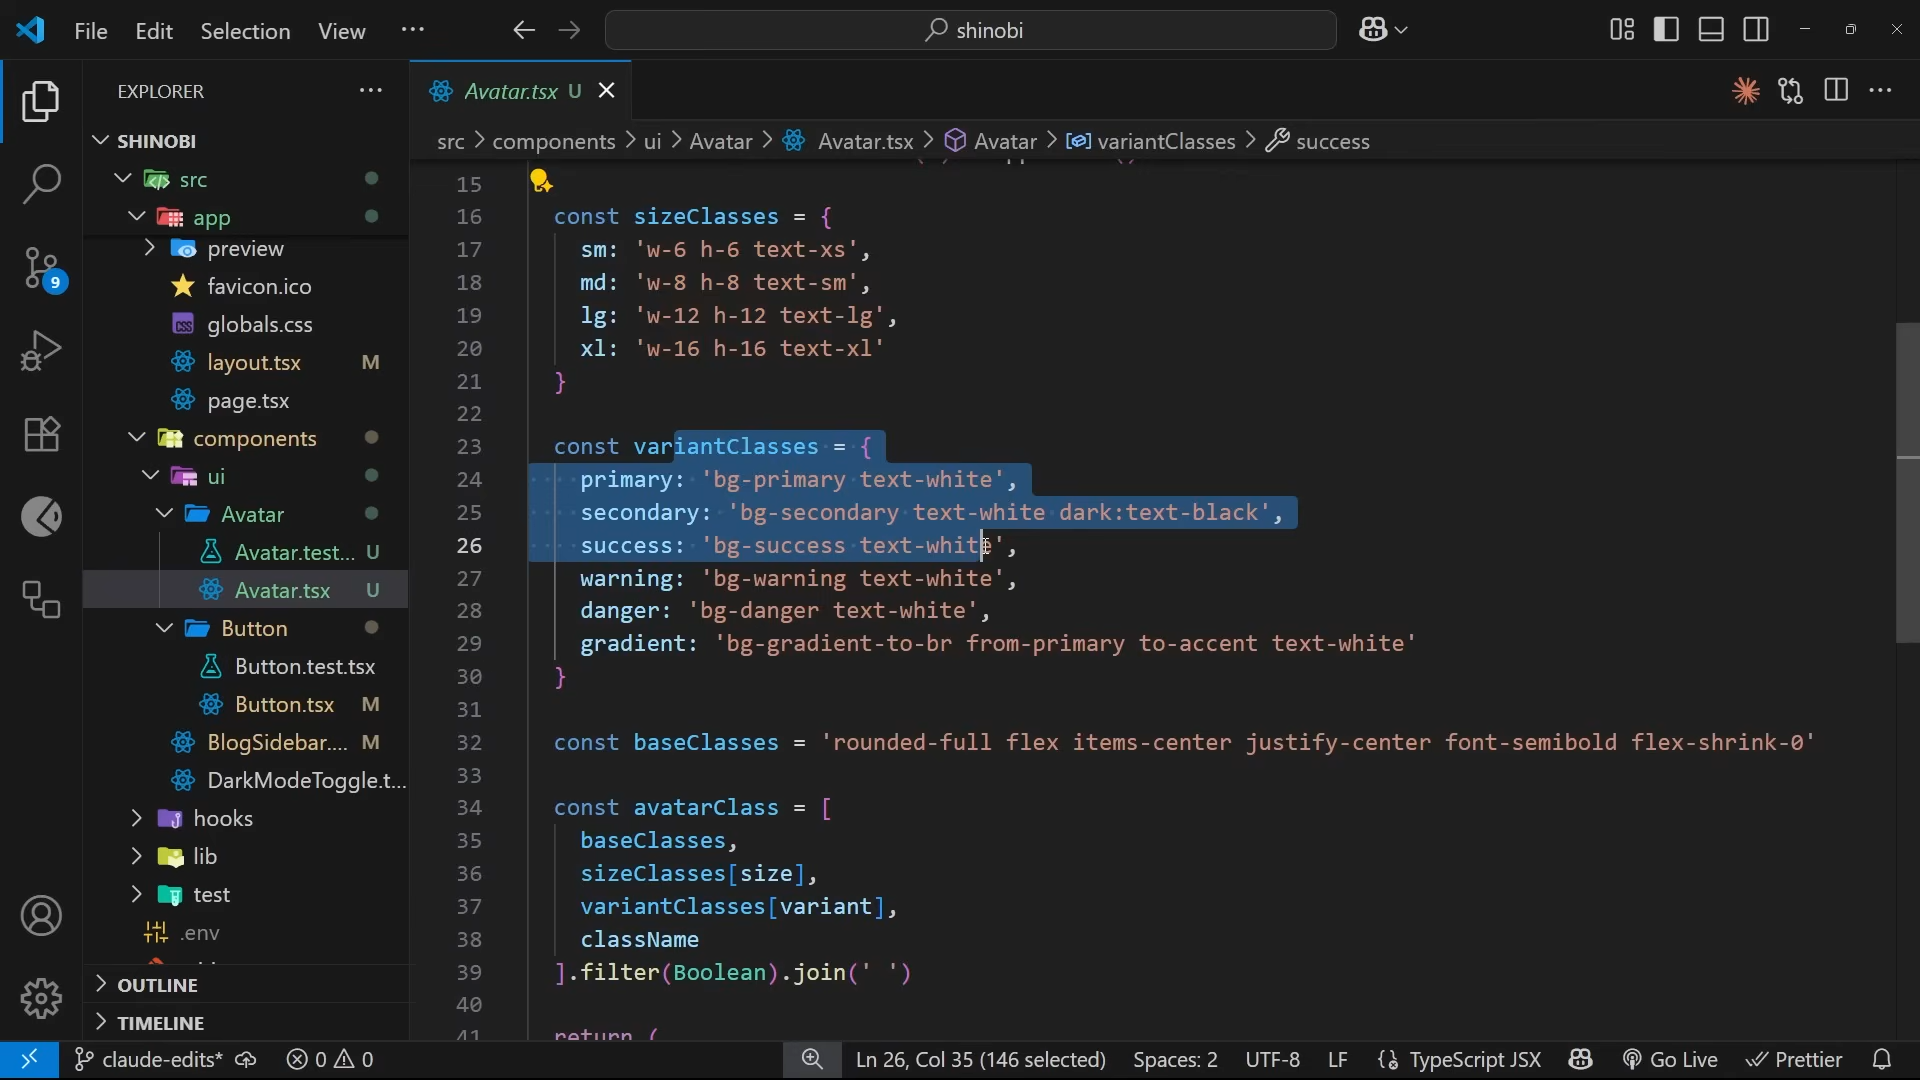 File Edit Selection View ··· shinobi
EXPLORER ···
SHINOBI
src
app
preview
favicon.ico
globals.css
layout.tsx M
page.tsx
components
ui
Avatar
Avatar.test... U
Avatar.tsx U
Button
Button.test.tsx
Button.tsx M
BlogSidebar.... M
DarkModeToggle.t...
hooks
lib
test
.env
OUTLINE
TIMELINE
9
Avatar.tsx U
src > components > ui > Avatar > Avatar.tsx > Avatar > variantClasses > success
15
16 const sizeClasses = {
17 sm: 'w-6 h-6 text-xs',
18 md: 'w-8 h-8 text-sm',
19 lg: 'w-12 h-12 text-lg',
20 xl: 'w-16 h-16 text-xl'
21 }
22
23 const variantClasses = {
24 primary: 'bg-primary text-white',
25 secondary: 'bg-secondary text-white dark:text-black',
26 success: 'bg-success text-white',
27 warning: 'bg-warning text-white',
28 danger: 'bg-danger text-white',
29 gradient: 'bg-gradient-to-br from-primary to-accent text-white'
30 }
31
32 const baseClasses = 'rounded-full flex items-center justify-center font-semibold flex-shrink-0'
33
34 const avatarClass = [
35 baseClasses,
36 sizeClasses[size],
37 variantClasses[variant],
38 className
39 ].filter(Boolean).join(' ')
40
41 return (
claude-edits* 0 0 Ln 26, Col 35 (146 selected) Spaces: 2 UTF-8 LF {} TypeScript JSX Go Live Prettier